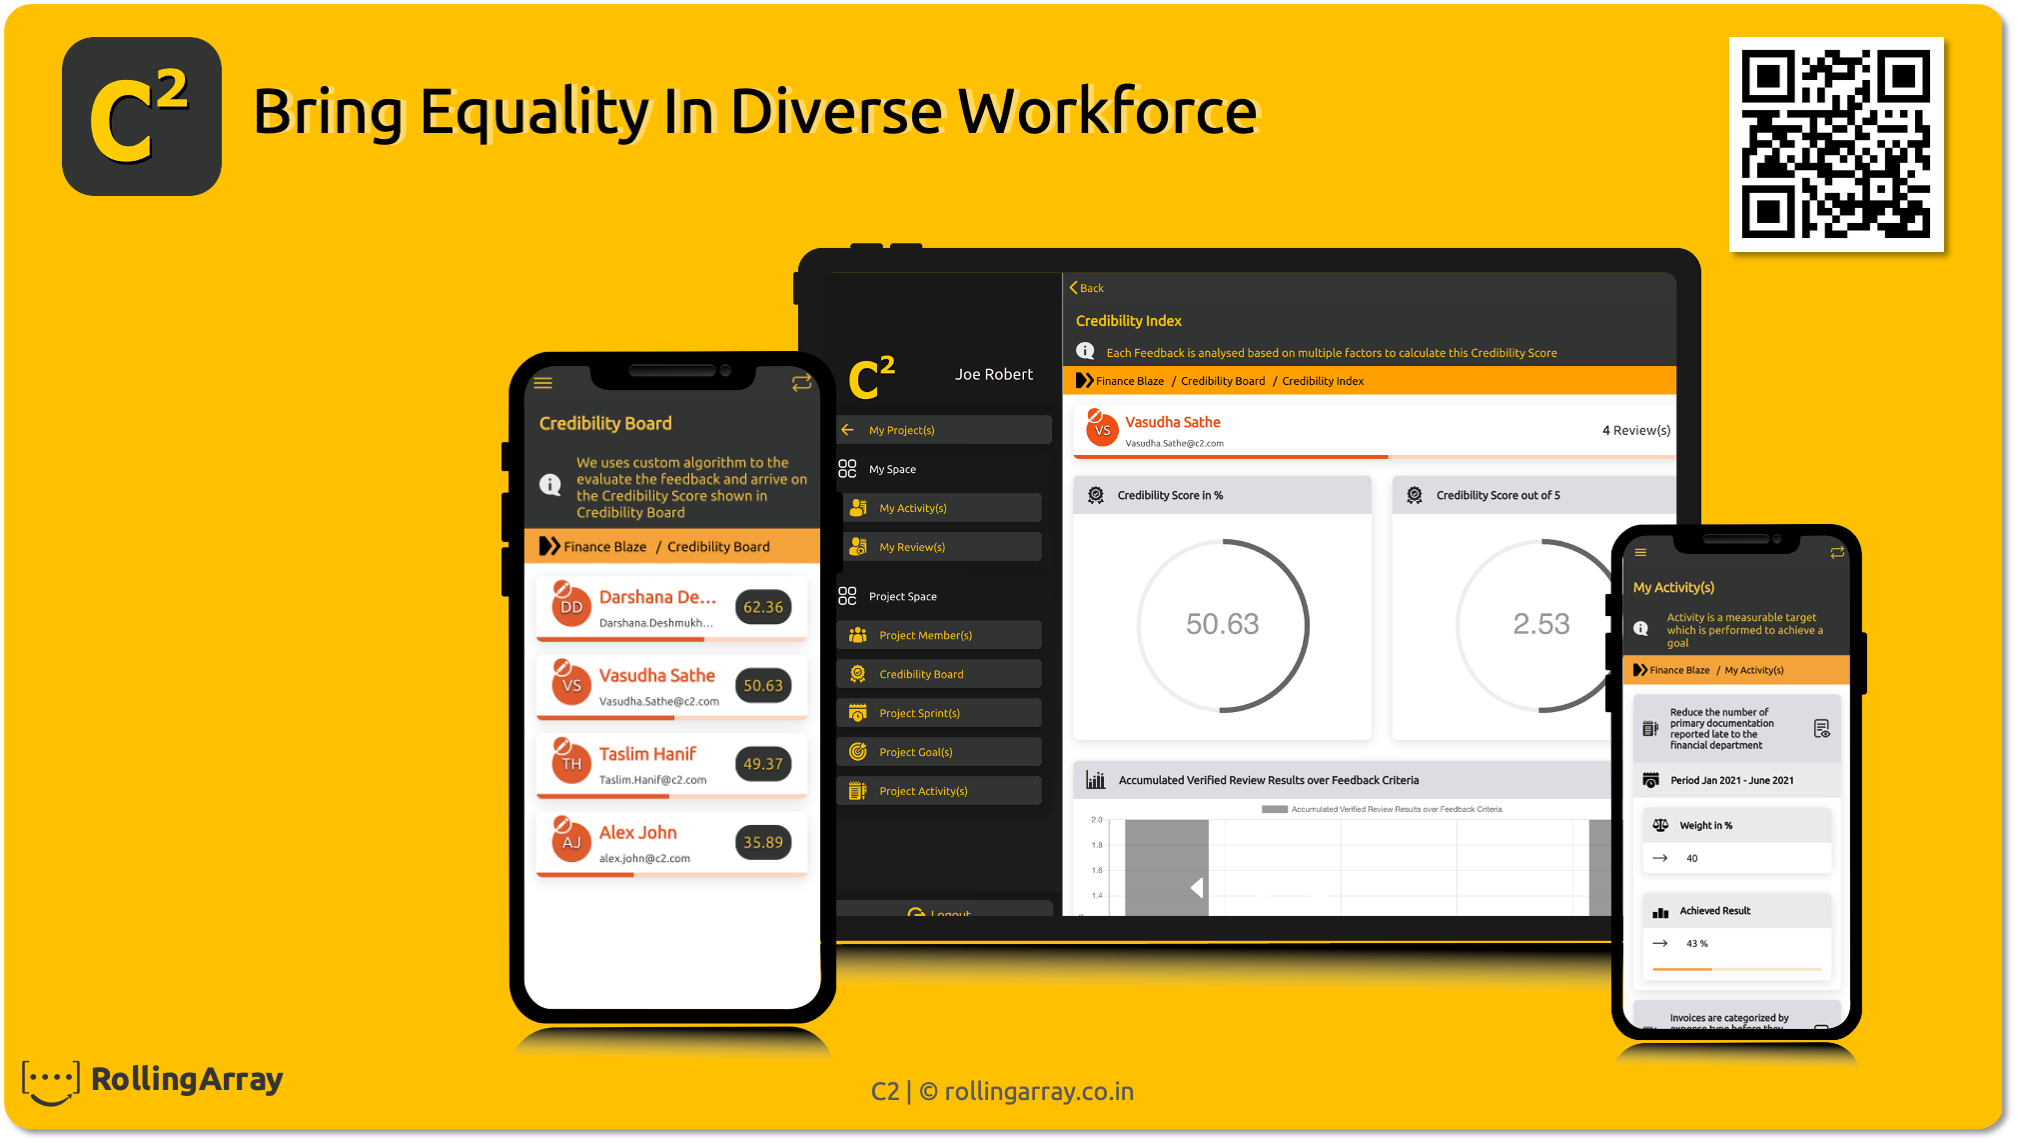 C²
Bring Equality In Diverse Workforce
Credibility Board
We uses custom algorithm to the
evaluate the feedback and arrive on
the Credibility Score shown in
Credibility Board
Finance Blaze / Credibility Board
DD
Darshana De...
Darshana.Deshmukh...
62.36
VS
Vasudha Sathe
Vasudha.Sathe@c2.com
50.63
TH
Taslim Hanif
Taslim.Hanif@c2.com
49.37
AJ
Alex John
alex.john@c2.com
35.89
C²
Joe Robert
My Project(s)
My Space
My Activity(s)
My Review(s)
Project Space
Project Member(s)
Credibility Board
Project Sprint(s)
Project Goal(s)
Project Activity(s)
Logout
Back
Credibility Index
Each Feedback is analysed based on multiple factors to calculate this Credibility Score
Finance Blaze / Credibility Board / Credibility Index
VS
Vasudha Sathe
Vasudha.Sathe@c2.com
4 Review(s)
Credibility Score in %
50.63
Credibility Score out of 5
2.53
Accumulated Verified Review Results over Feedback Criteria
Accumulated Verified Review Results over Feedback Criteria
2.0
1.8
1.6
1.4
My Activity(s)
Activity is a measurable target
which is performed to achieve a
goal
Finance Blaze / My Activity(s)
Reduce the number of
primary documentation
reported late to the
financial department
Period Jan 2021 - June 2021
Weight in %
40
Achieved Result
43 %
Invoices are categorized by
expense type before they
RollingArray
C2 | © rollingarray.co.in